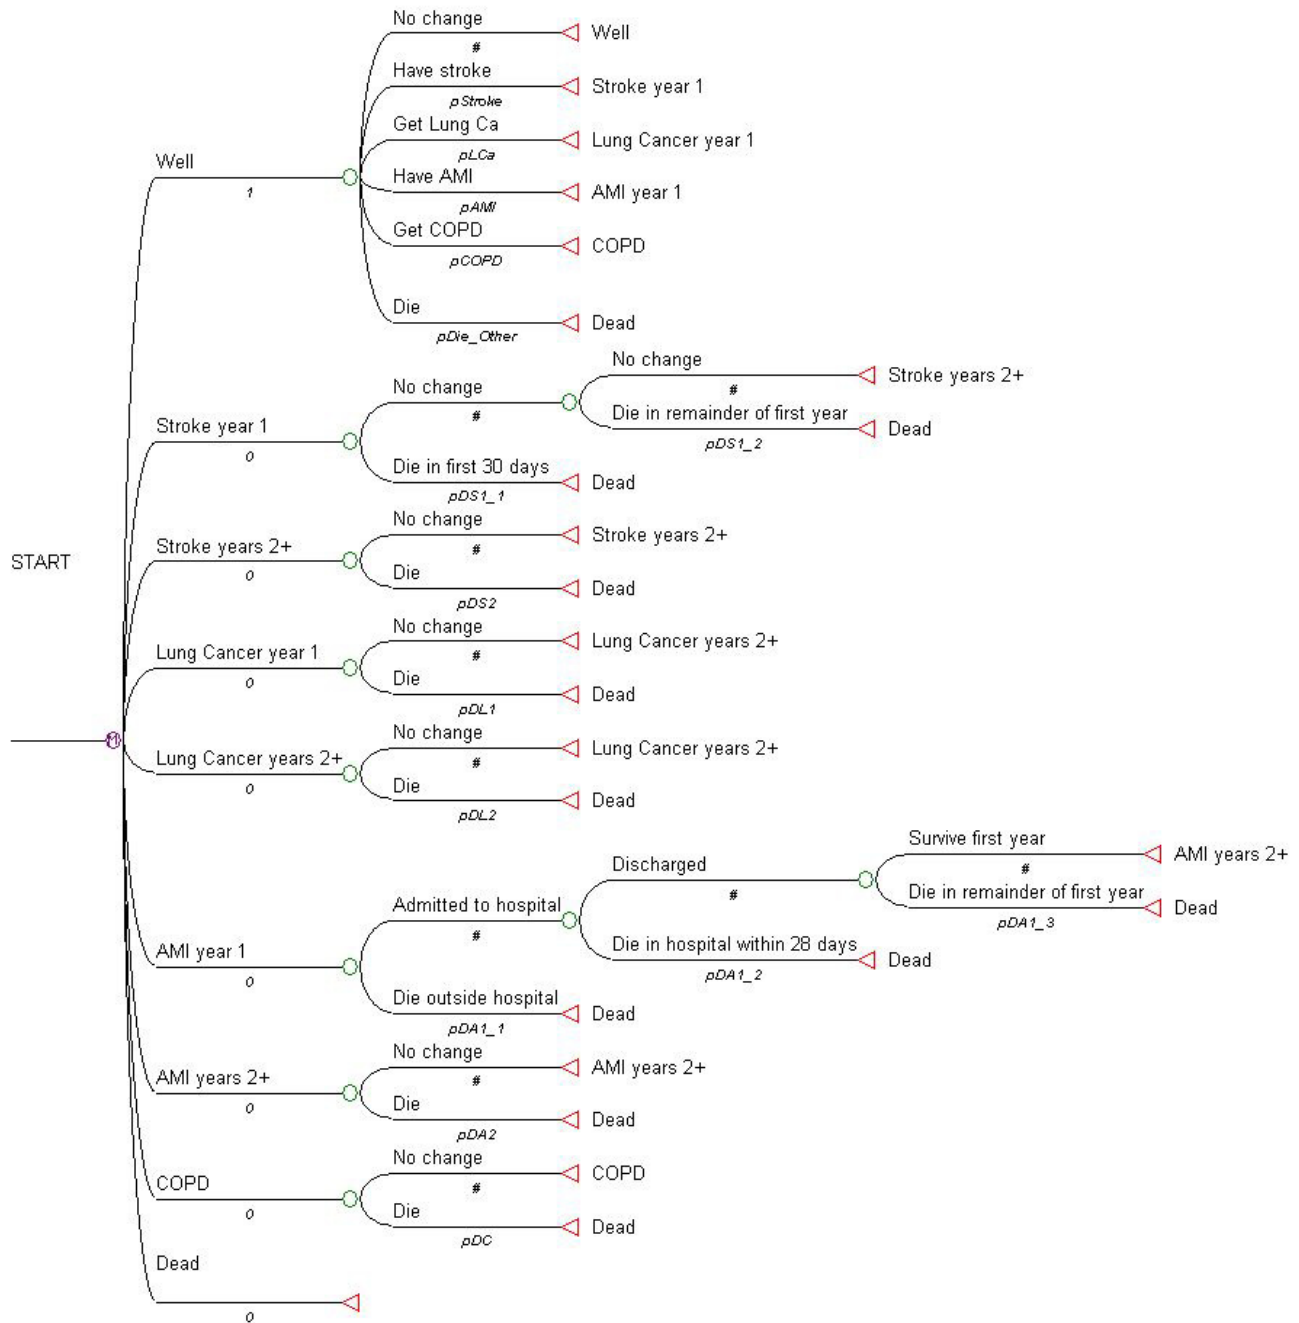 No change
#
Well
Have stroke
pStroke
Stroke year 1
Get Lung Ca
pLCa
Lung Cancer year 1
Well
1
Have AMI
pAMI
AMI year 1
Get COPD
pCOPD
COPD
Die
pDie_Other
Dead
No change
#
Stroke years 2+
No change
#
Die in remainder of first year
pDS1_2
Dead
Stroke year 1
0
Die in first 30 days
pDS1_1
Dead
No change
#
Stroke years 2+
Stroke years 2+
0
START
Die
pDS2
Dead
No change
#
Lung Cancer years 2+
Lung Cancer year 1
0
Die
pDL1
Dead
M
No change
#
Lung Cancer years 2+
Lung Cancer years 2+
0
Die
pDL2
Dead
Survive first year
#
AMI years 2+
Discharged
#
Die in remainder of first year
pDA1_3
Dead
Admitted to hospital
#
Die in hospital within 28 days
pDA1_2
Dead
AMI year 1
0
Die outside hospital
pDA1_1
Dead
No change
#
AMI years 2+
AMI years 2+
0
Die
pDA2
Dead
No change
#
COPD
COPD
0
Die
pDC
Dead
Dead
0